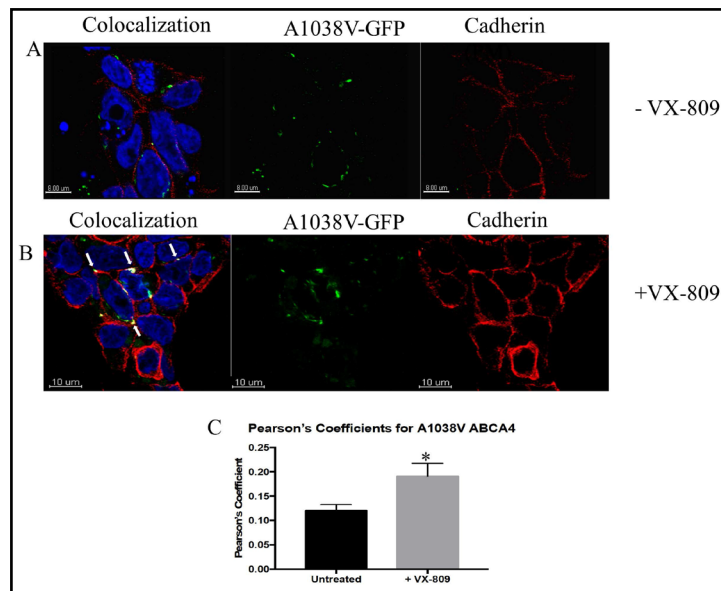 Colocalization A1038V-GFP Cadherin
A
- VX-809
8.00 um 8.00 um 8.00 um
Colocalization A1038V-GFP Cadherin
B
+VX-809
10 um 10 um 10 um
C Pearson's Coefficients for A1038V ABCA4
0.25
0.20
0.15
0.10
0.05
0.00
Pearson's Coefficient
*
Untreated + VX-809